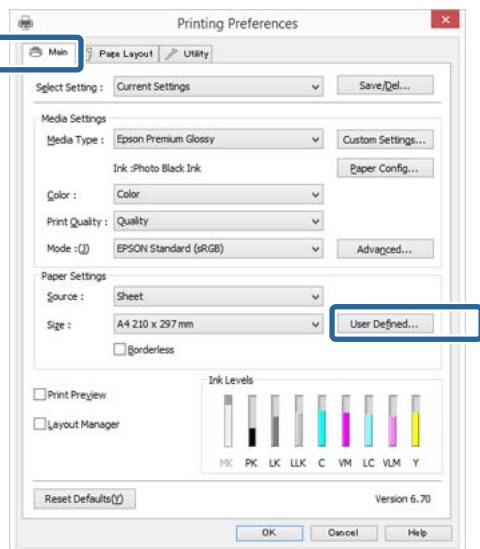 Printing Preferences
Main Page Layout Utility
Select Setting : Current Settings Save/Del...
Media Settings
Media Type : Epson Premium Glossy Custom Settings...
Ink :Photo Black Ink Paper Config...
Color : Color
Print Quality : Quality
Mode :(J) EPSON Standard (sRGB) Advanced...
Paper Settings
Source : Sheet
Size : A4 210 x 297 mm User Defined...
Borderless
Ink Levels
Print Preview
Layout Manager
MK PK LK LLK C VM LC VLM Y
Reset Defaults(Y) Version 6.70
OK Cancel Help